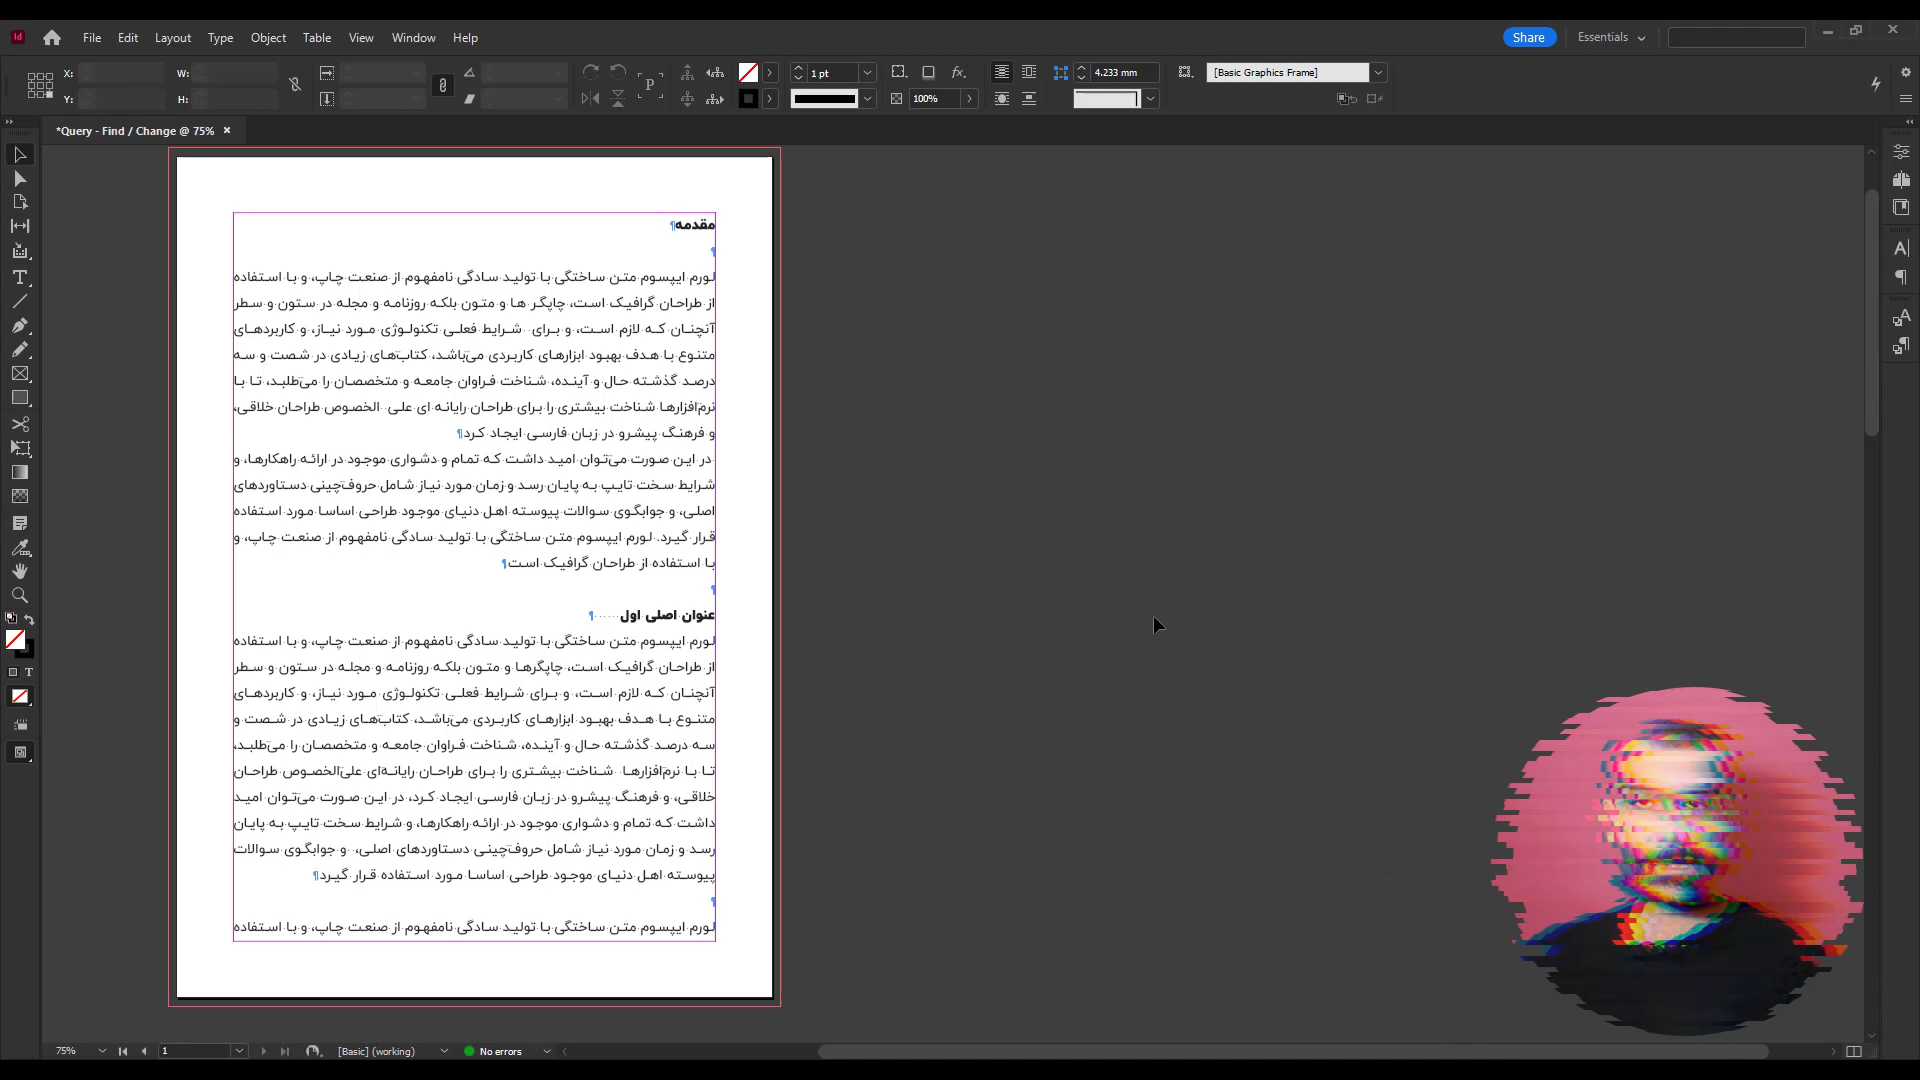 File Edit Layout Type Object Table View Window Help
Share Essentials
X: W: 1 pt 4.233 mm [Basic Graphics Frame]
Y: H: 100%
*Query - Find / Change @ 75%
مقدمه
لورم ایپسوم متن ساختگی با تولید سادگی نامفهوم از صنعت چاپ، و با استفاده
از طراحان گرافیک است، چاپگر ها و متون بلکه روزنامه و مجله در ستون و سطر
آنچنان که لازم است، و برای شرایط فعلی تکنولوژی مورد نیاز، و کاربردهای
متنوع با هدف بهبود ابزارهای کاربردی می‌باشد، کتاب‌های زیادی در شصت و سه
درصد گذشته حال و آینده، شناخت فراوان جامعه و متخصصان را می‌طلبد، تا با
نرم‌افزارها شناخت بیشتری را برای طراحان رایانه ای علی الخصوص طراحان خلاقی،
و فرهنگ پیشرو در زبان فارسی ایجاد کرد
در این صورت می‌توان امید داشت که تمام و دشواری موجود در ارائه راهکارها، و
شرایط سخت تایپ به پایان رسد و زمان مورد نیاز شامل حروف‌چینی دستاوردهای
اصلی، و جوابگوی سوالات پیوسته اهل دنیای موجود طراحی اساسا مورد استفاده
قرار گیرد. لورم ایپسوم متن ساختگی با تولید سادگی نامفهوم از صنعت چاپ، و
با استفاده از طراحان گرافیک است
عنوان اصلی اول
لورم ایپسوم متن ساختگی با تولید سادگی نامفهوم از صنعت چاپ، و با استفاده
از طراحان گرافیک است، چاپگرها و متون بلکه روزنامه و مجله در ستون و سطر
آنچنان که لازم است، و برای شرایط فعلی تکنولوژی مورد نیاز، و کاربردهای
متنوع با هدف بهبود ابزارهای کاربردی می‌باشد، کتاب‌های زیادی در شصت و
سه درصد گذشته حال و آینده، شناخت فراوان جامعه و متخصصان را می‌طلبد،
تا با نرم‌افزارها شناخت بیشتری را برای طراحان رایانه‌ای علی‌الخصوص طراحان
خلاقی، و فرهنگ پیشرو در زبان فارسی ایجاد کرد، در این صورت می‌توان امید
داشت که تمام و دشواری موجود در ارائه راهکارها، و شرایط سخت تایپ به پایان
رسد و زمان مورد نیاز شامل حروف‌چینی دستاوردهای اصلی، و جوابگوی سوالات
پیوسته اهل دنیای موجود طراحی اساسا مورد استفاده قرار گیرد
لورم ایپسوم متن ساختگی با تولید سادگی نامفهوم از صنعت چاپ، و با استفاده
75% 1 [Basic] (working) No errors